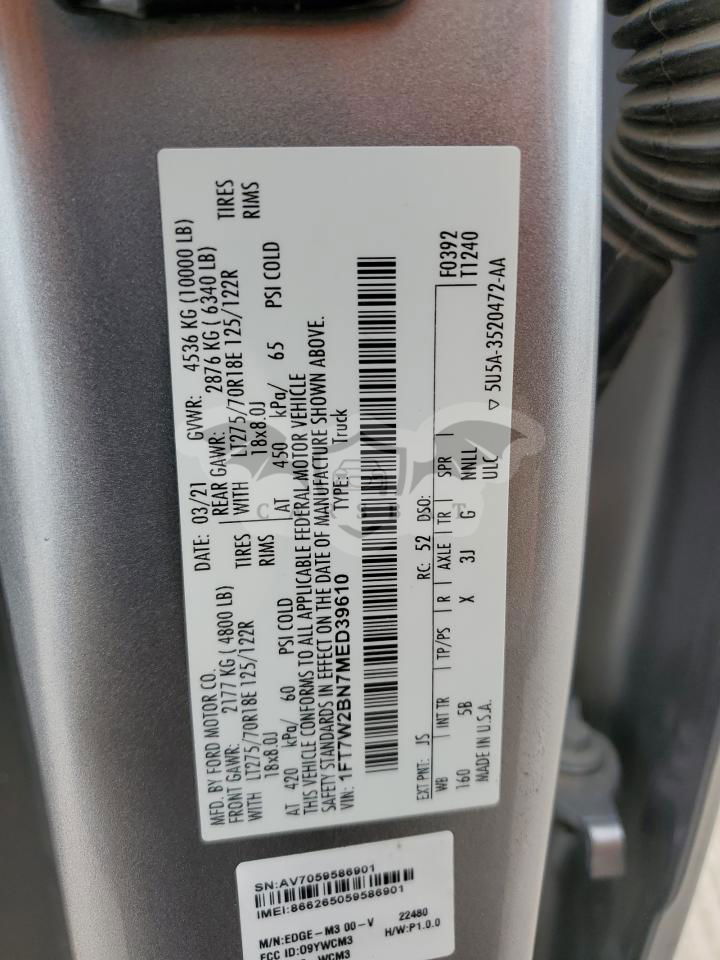 MFD. BY FORD MOTOR CO.
DATE: 03/21 GVWR: 4536 KG (10000 LB)
FRONT GAWR: 2177 KG ( 4800 LB) REAR GAWR: 2876 KG ( 6340 LB)
WITH LT275/70R18E 125/122R TIRES WITH LT275/70R18E 125/122R TIRES
18x8.0J RIMS 18x8.0J RIMS
AT 420 kPa/ 60 PSI COLD AT 450 kPa/ 65 PSI COLD
THIS VEHICLE CONFORMS TO ALL APPLICABLE FEDERAL MOTOR VEHICLE
SAFETY STANDARDS IN EFFECT ON THE DATE OF MANUFACTURE SHOWN ABOVE.
VIN: 1FT7W2BN7MED39610 TYPE: Truck
EXT PNT: JS RC: 52 DSO: F0392
WB INT TR TP/PS R AXLE TR SPR T1240
160 5B X 3J G NNLL
MADE IN U.S.A. ULC
▽ 5U5A-3520472-AA
SN:AV7059586901
IMEI:866265059586901
22480
M/N:EDGE-M3 00-V H/W:P1.0.0
FCC ID:O9YWCM3
WCM3